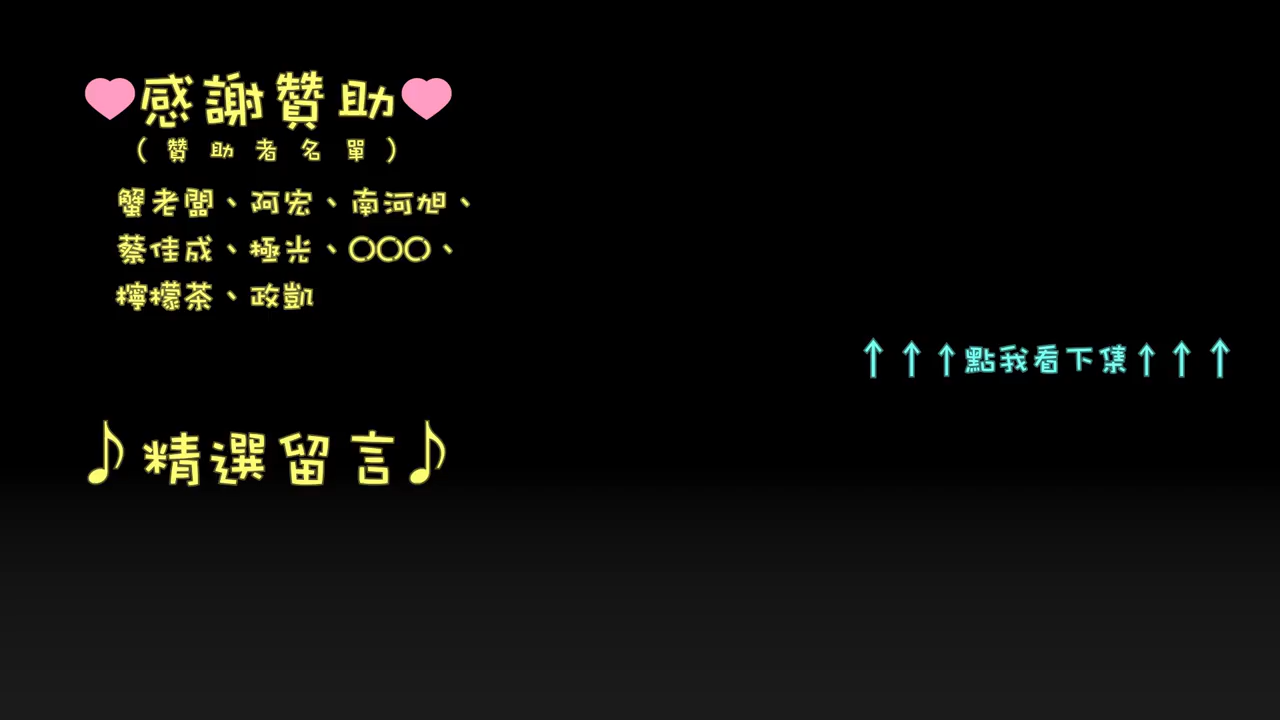 感謝贊助
(贊助者名單)
蟹老闆、阿宏、南河旭、
蔡佳成、極光、○○○、
檸檬茶、政凱
↑↑↑點我看下集↑↑↑
♪精選留言♪